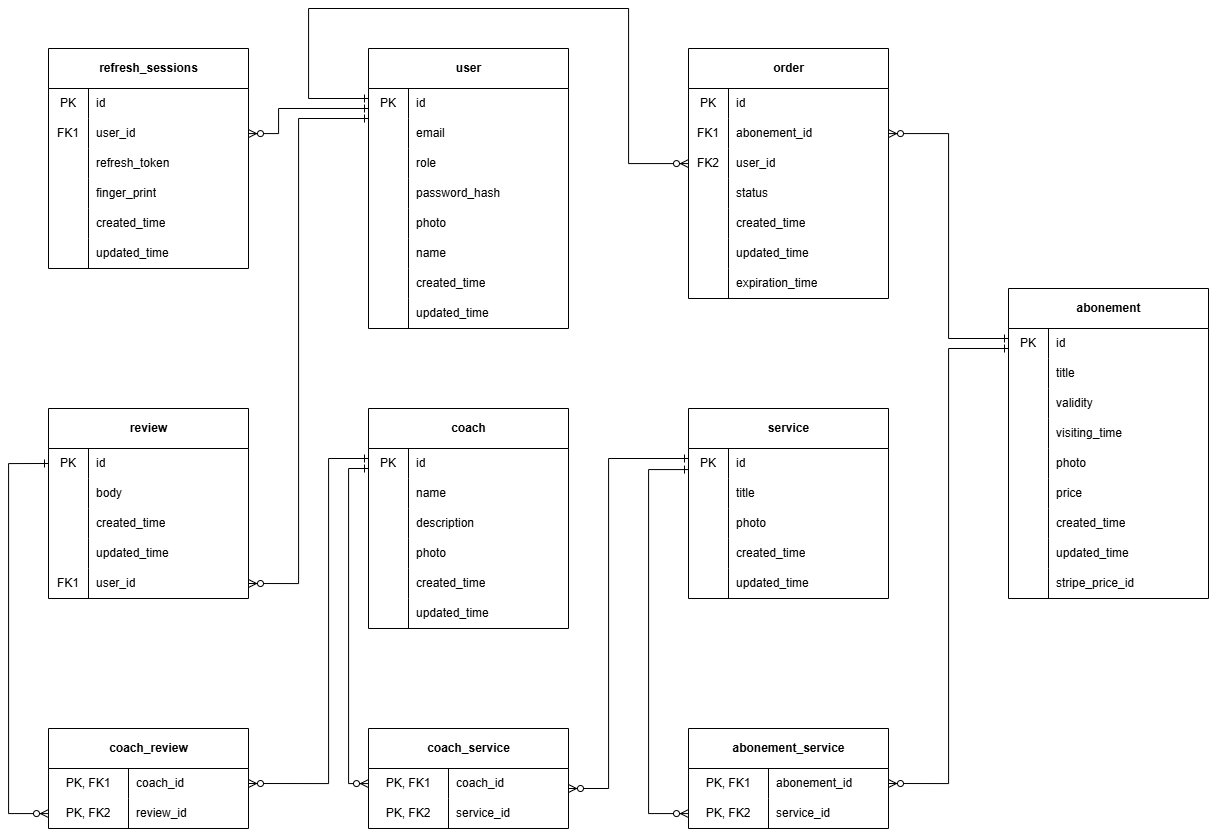 refresh_sessions
PK id
FK1 user_id
refresh_token
finger_print
created_time
updated_time
user
PK id
email
role
password_hash
photo
name
created_time
updated_time
order
PK id
FK1 abonement_id
FK2 user_id
status
created_time
updated_time
expiration_time
abonement
PK id
title
validity
visiting_time
photo
price
created_time
updated_time
stripe_price_id
review
PK id
body
created_time
updated_time
FK1 user_id
coach
PK id
name
description
photo
created_time
updated_time
service
PK id
title
photo
created_time
updated_time
coach_review
PK, FK1 coach_id
PK, FK2 review_id
coach_service
PK, FK1 coach_id
PK, FK2 service_id
abonement_service
PK, FK1 abonement_id
PK, FK2 service_id